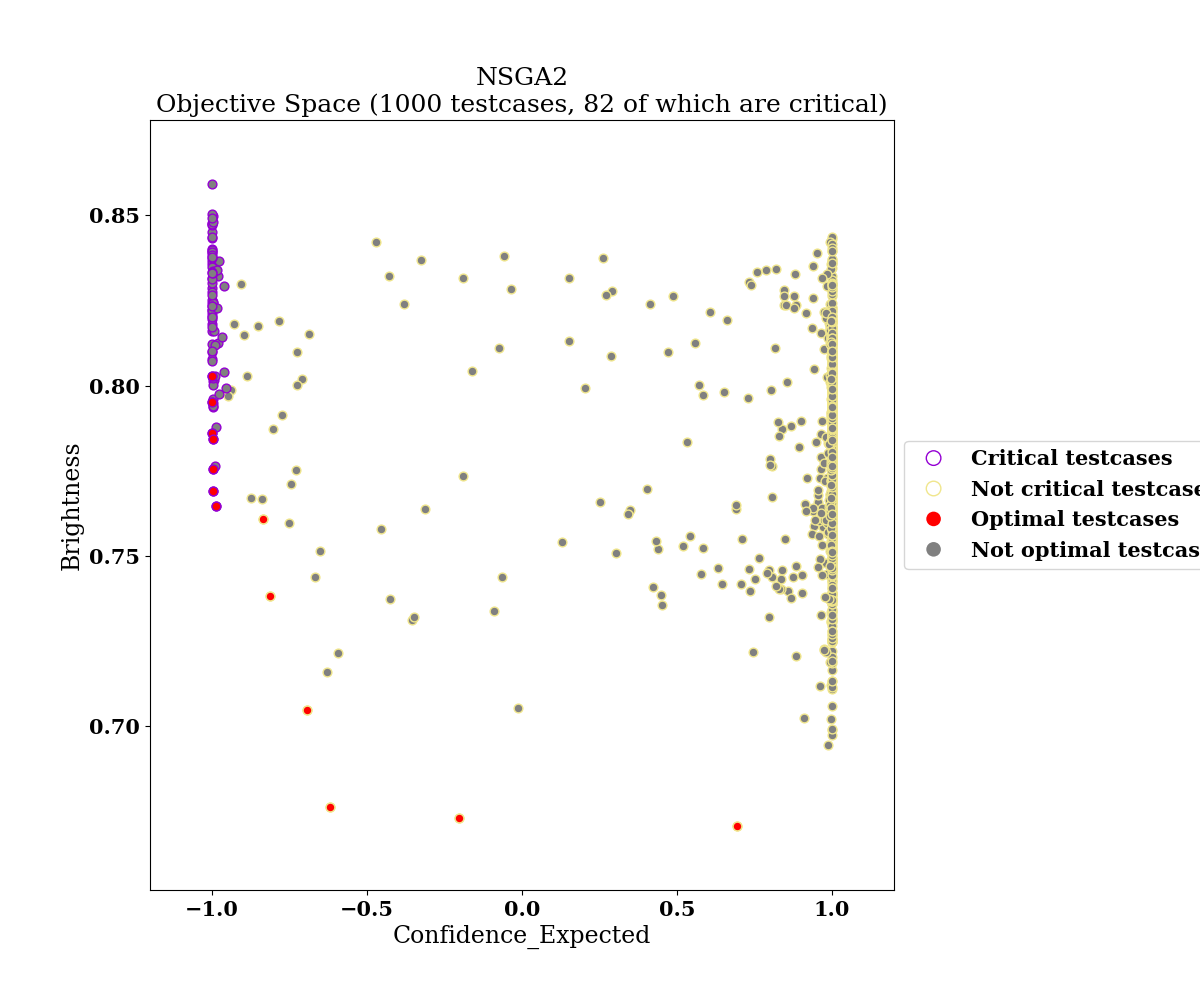 NSGA2
Objective Space (1000 testcases, 82 of which are critical)
0.85
0.80
0.75
0.70
Brightness
−1.0
−0.5
0.0
0.5
1.0
Confidence_Expected
Critical testcases
Not critical testcase
Optimal testcases
Not optimal testcas